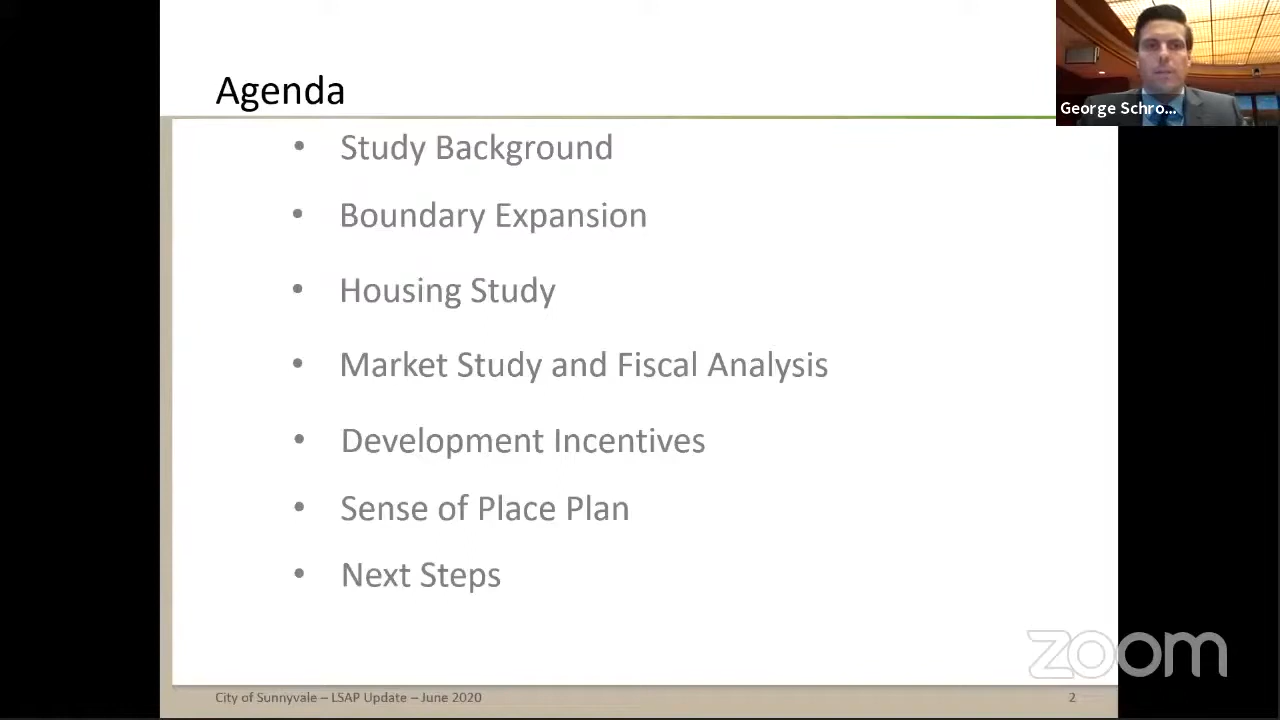 Agenda
George Schro...
• Study Background
• Boundary Expansion
• Housing Study
• Market Study and Fiscal Analysis
• Development Incentives
• Sense of Place Plan
• Next Steps
zoom
City of Sunnyvale – LSAP Update – June 2020
2